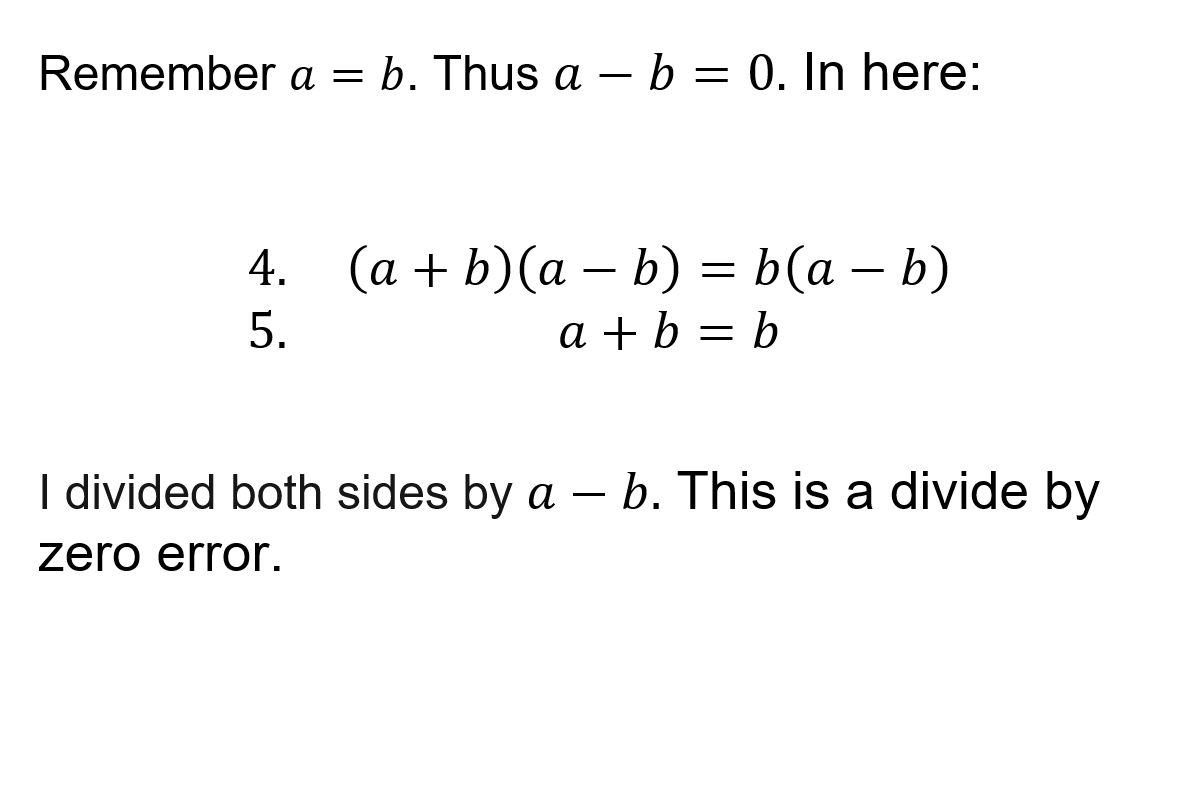 Remember a = b. Thus a − b = 0. In here:
4. (a + b)(a − b) = b(a − b)
5. a + b = b
I divided both sides by a − b. This is a divide by
zero error.